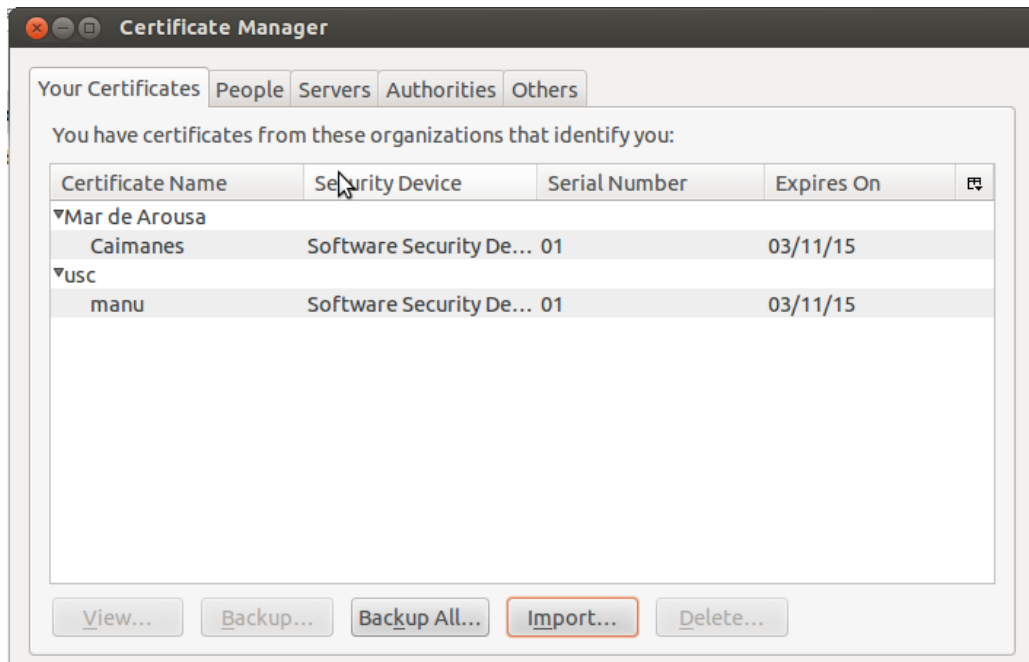 Certificate Manager
Your Certificates People Servers Authorities Others
You have certificates from these organizations that identify you:
Certificate Name Security Device Serial Number Expires On
Mar de Arousa
Caimanes Software Security De... 01 03/11/15
usc
manu Software Security De... 01 03/11/15
View... Backup... Backup All... Import... Delete...